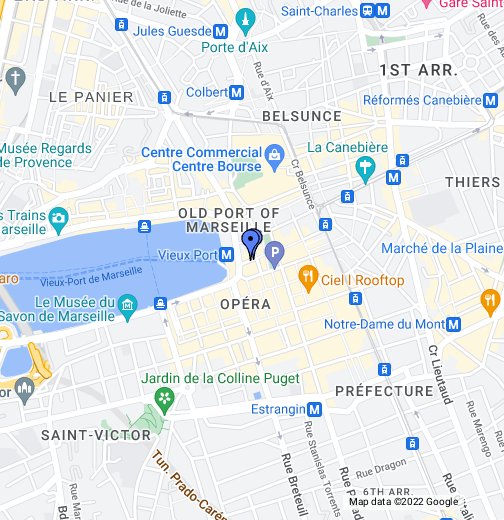 de la Joliette
Saint-Charles M
Gare Saint
Jules Guesde M
Porte d'Aix
Rue d'Aix
1ST ARR.
LE PANIER
Colbert M
Réformés Canebière M
BELSUNCE
Musée Regards
de Provence
Centre Commercial
Centre Bourse
La Canebière
Cr Belsunce
THIERS
s Trains
arseille
OLD PORT OF
MARSEILLE
Vieux Port M
P
Marché de la Plaine
Vieux-Port de Marseille
aro
Ciel | Rooftop
Le Musée du
Savon de Marseille
OPÉRA
Notre-Dame du Mont M
Cr Lieutaud
Jardin de la Colline Puget
PRÉFECTURE
or
Estrangin M
SAINT-VICTOR
Rue Marengo
Tun. Prado-Carén
Rue Breteuil
Rue Stanislas Torrents
Rue Dragon
6TH ARR.
Map data ©2022 Google